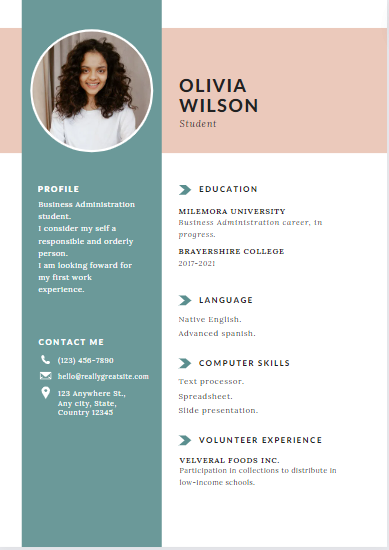 OLIVIA
WILSON
Student
PROFILE
Business Administration
student.
I consider my self a
responsible and orderly
person.
I am looking foward for
my first work
experience.
CONTACT ME
(123) 456-7890
hello@reallygreatsite.com
123 Anywhere St.,
Any city, State,
Country 12345
EDUCATION
MILEMORA UNIVERSITY
Business Administration career, in
progress.
BRAYERSHIRE COLLEGE
2017-2021
LANGUAGE
Native English.
Advanced spanish.
COMPUTER SKILLS
Text processor.
Spreadsheet.
Slide presentation.
VOLUNTEER EXPERIENCE
VELVERAL FOODS INC.
Participation in collections to distribute in
low-income schools.